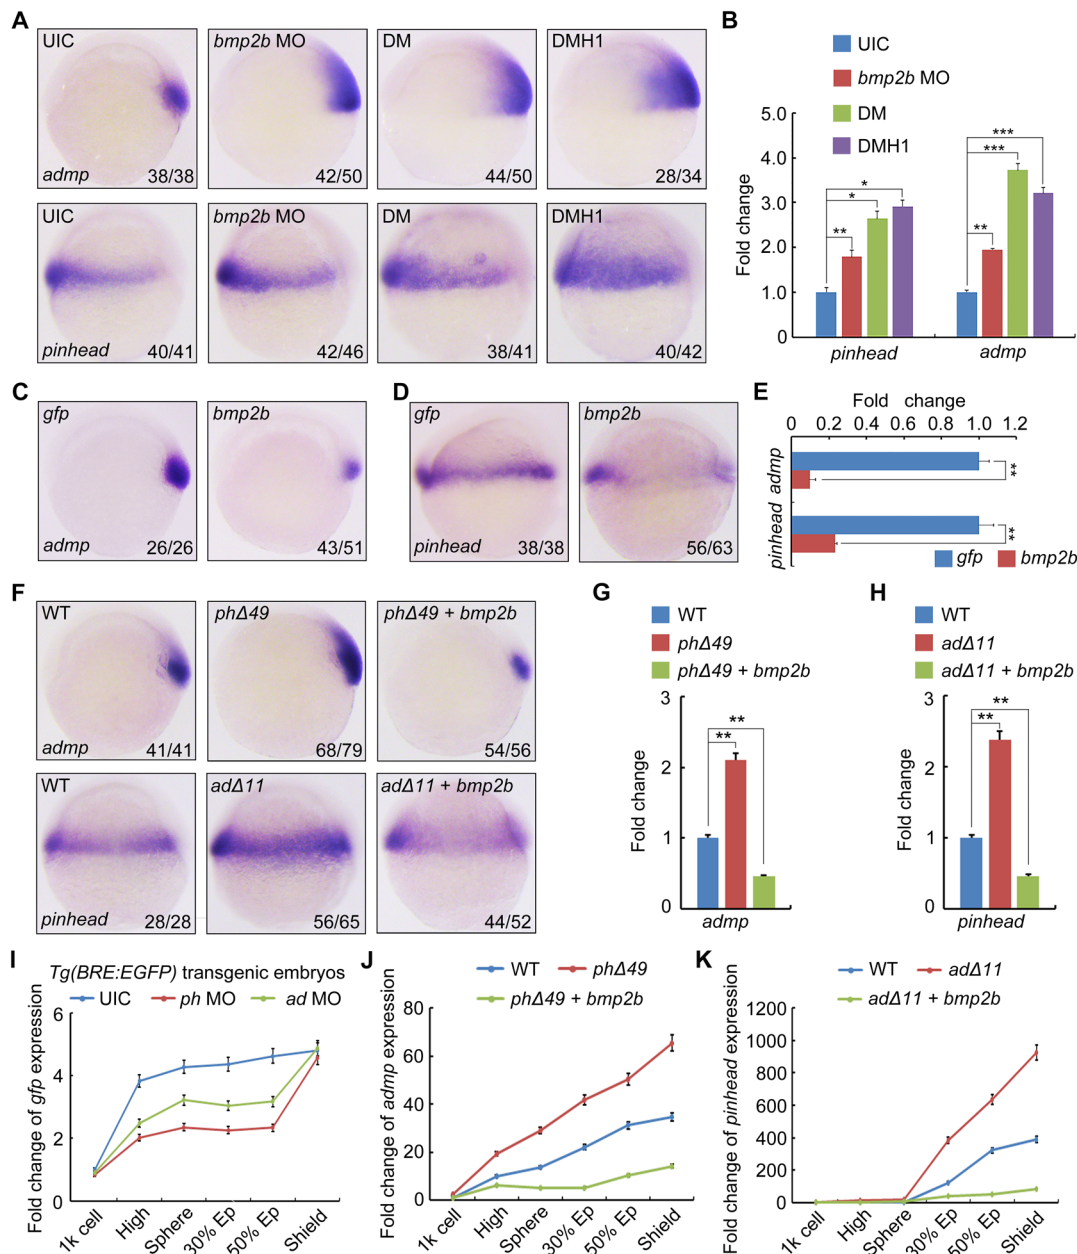 A
UIC
bmp2b MO
DM
DMH1
admp
38/38
42/50
44/50
28/34
UIC
bmp2b MO
DM
DMH1
pinhead
40/41
42/46
38/41
40/42
B
UIC
bmp2b MO
DM
DMH1
Fold change
5.0
4.0
3.0
2.0
1.0
0
**
*
*
**
***
***
pinhead
admp
C
gfp
bmp2b
admp
26/26
43/51
D
gfp
bmp2b
pinhead
38/38
56/63
E
Fold change
0 0.2 0.4 0.6 0.8 1.0 1.2
admp
pinhead
**
**
gfp
bmp2b
F
WT
phΔ49
phΔ49 + bmp2b
admp
41/41
68/79
54/56
WT
adΔ11
adΔ11 + bmp2b
pinhead
28/28
56/65
44/52
G
WT
phΔ49
phΔ49 + bmp2b
Fold change
3
2
1
0
**
**
admp
H
WT
adΔ11
adΔ11 + bmp2b
Fold change
3
2
1
0
**
**
pinhead
I
Tg(BRE:EGFP) transgenic embryos
UIC
ph MO
ad MO
Fold change of gfp expression
6
4
2
0
1k cell
High
Sphere
30% Ep
50% Ep
Shield
J
WT
phΔ49
phΔ49 + bmp2b
Fold change of admp expression
80
60
40
20
0
1k cell
High
Sphere
30% Ep
50% Ep
Shield
K
WT
adΔ11
adΔ11 + bmp2b
Fold change of pinhead expression
1200
1000
800
600
400
200
0
1k cell
High
Sphere
30% Ep
50% Ep
Shield